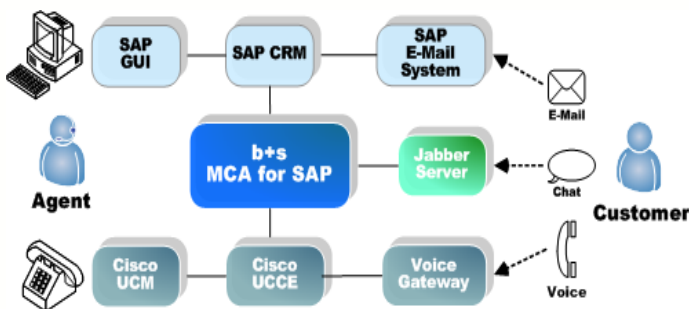 SAP
GUI
SAP CRM
SAP
E-Mail
System
E-Mail
b+s
MCA for SAP
Jabber
Server
Chat
Agent
Customer
Cisco
UCM
Cisco
UCCE
Voice
Gateway
Voice